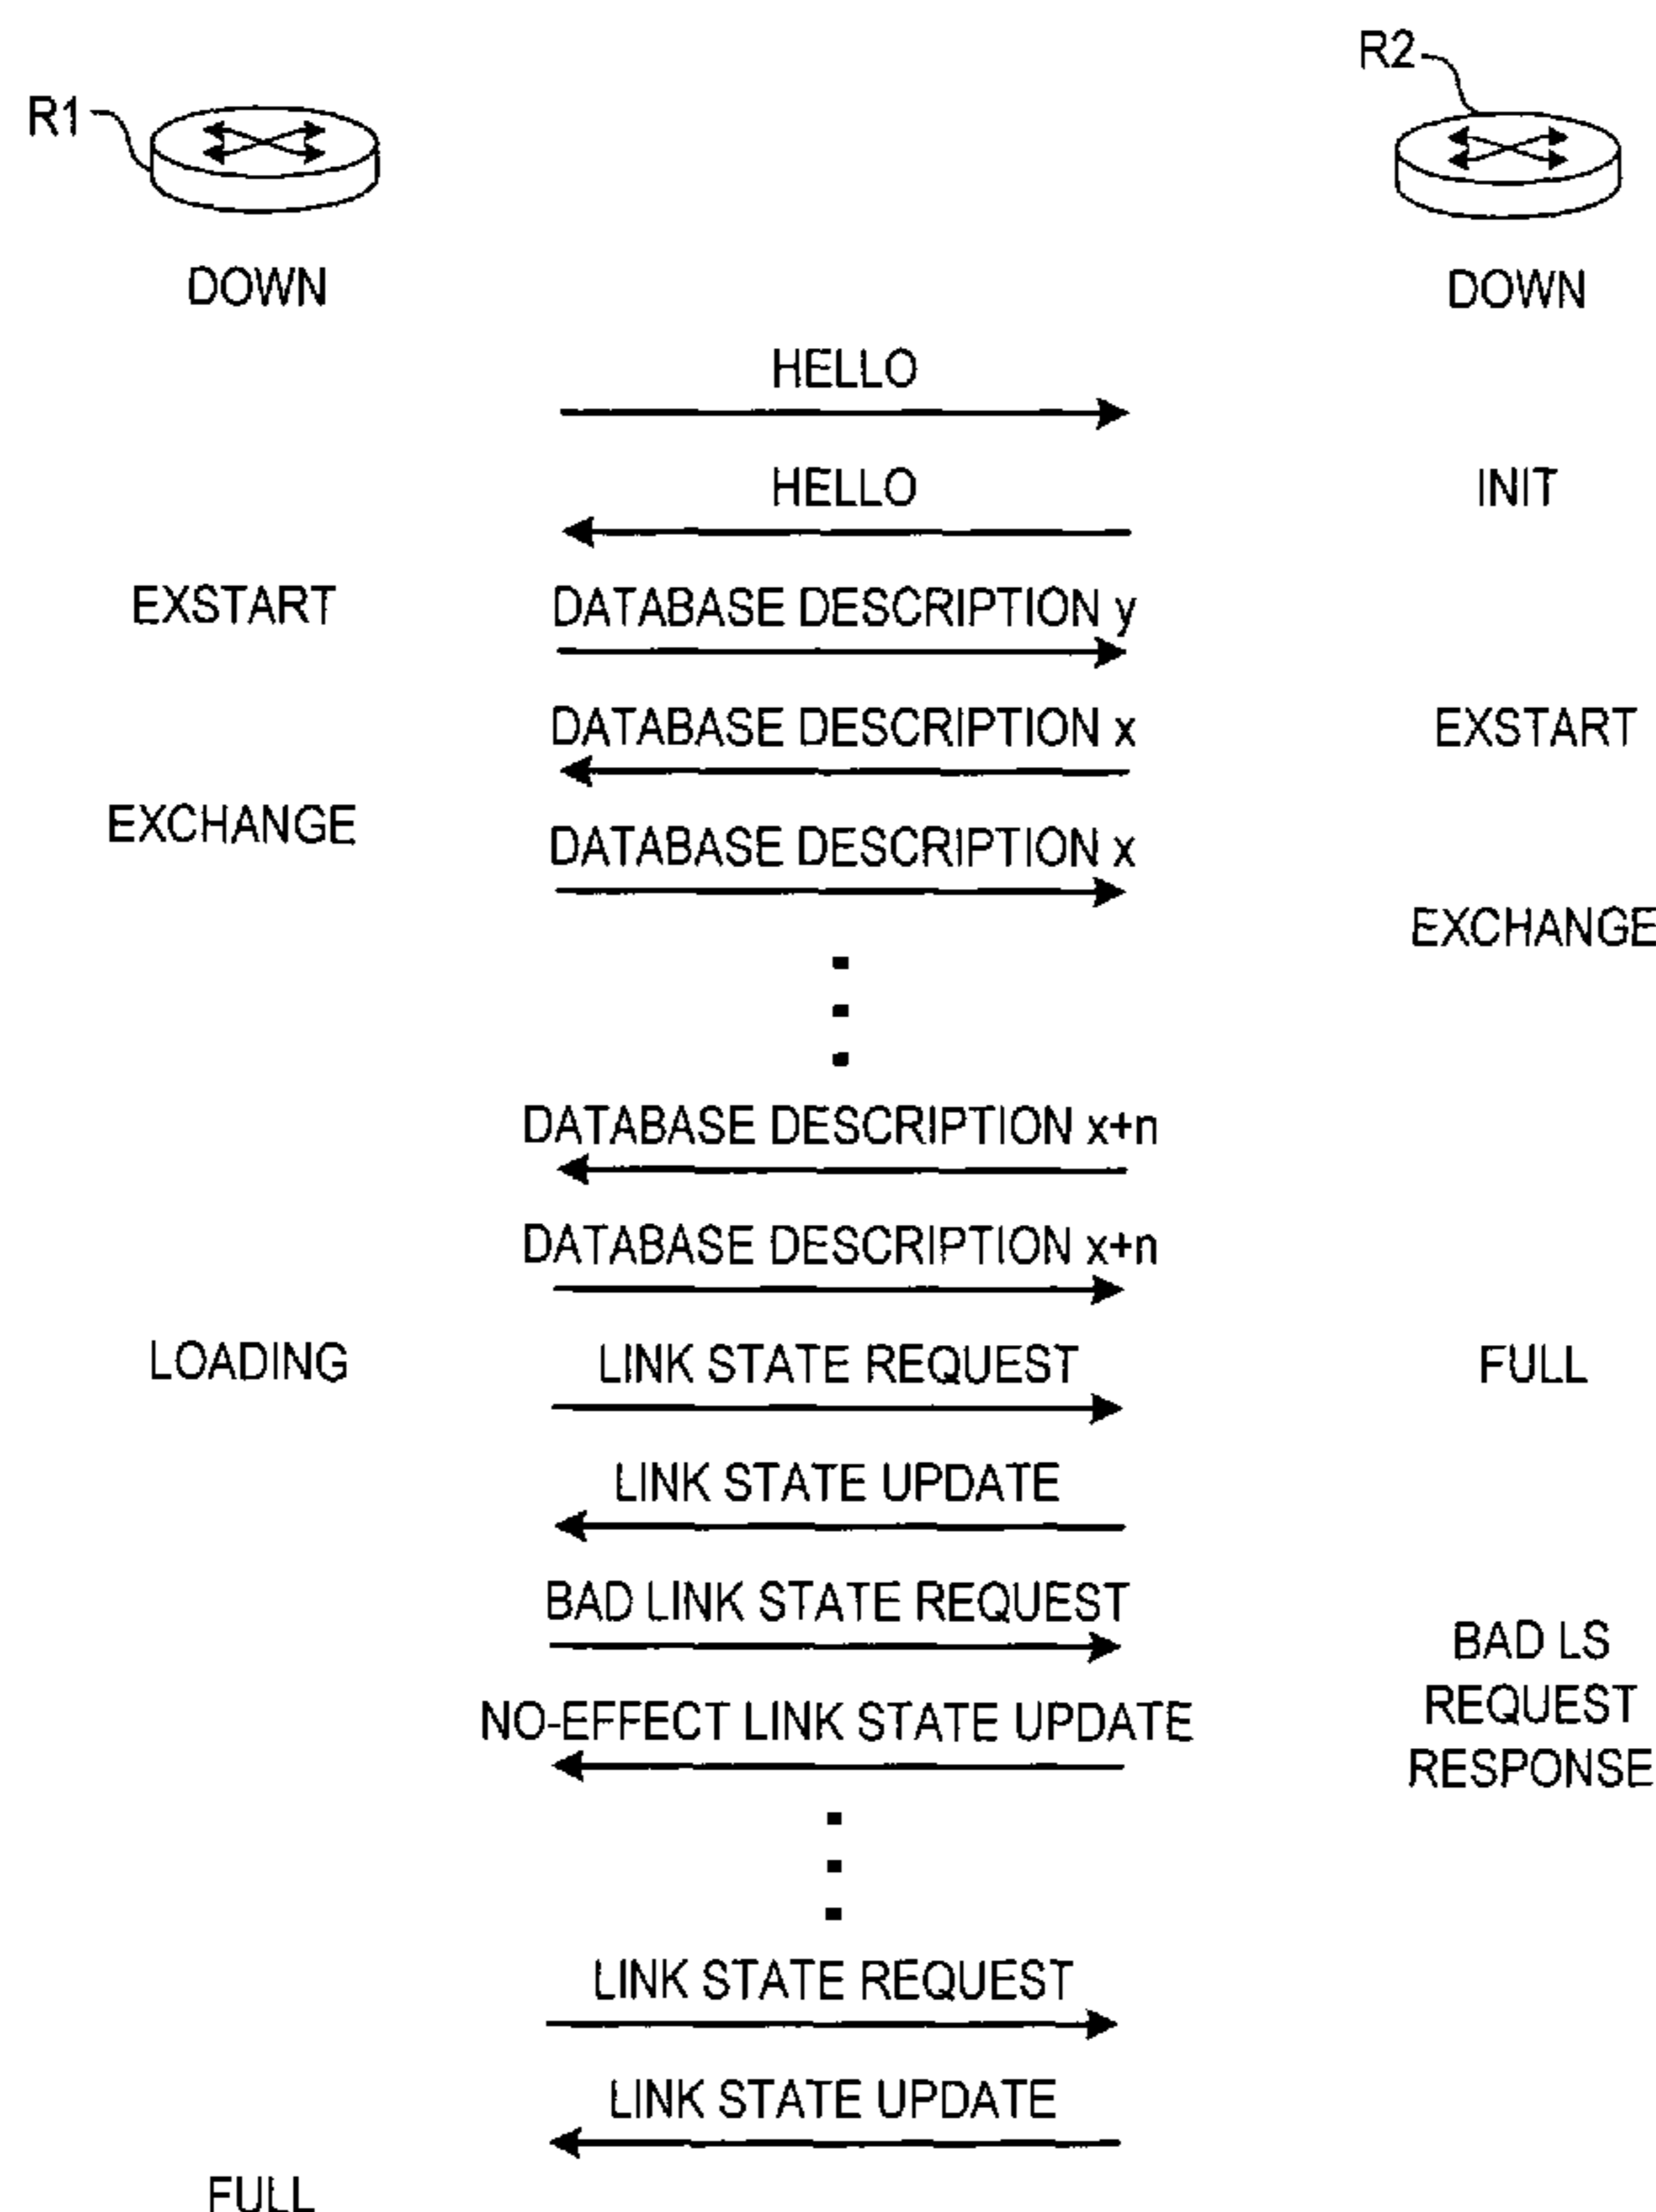 R1
R2
DOWN
DOWN
HELLO
HELLO
INIT
EXSTART
DATABASE DESCRIPTION y
DATABASE DESCRIPTION x
EXSTART
EXCHANGE
DATABASE DESCRIPTION x
EXCHANGE
DATABASE DESCRIPTION x+n
DATABASE DESCRIPTION x+n
LOADING
LINK STATE REQUEST
FULL
LINK STATE UPDATE
BAD LINK STATE REQUEST
NO-EFFECT LINK STATE UPDATE
BAD LS
REQUEST
RESPONSE
LINK STATE REQUEST
LINK STATE UPDATE
FULL